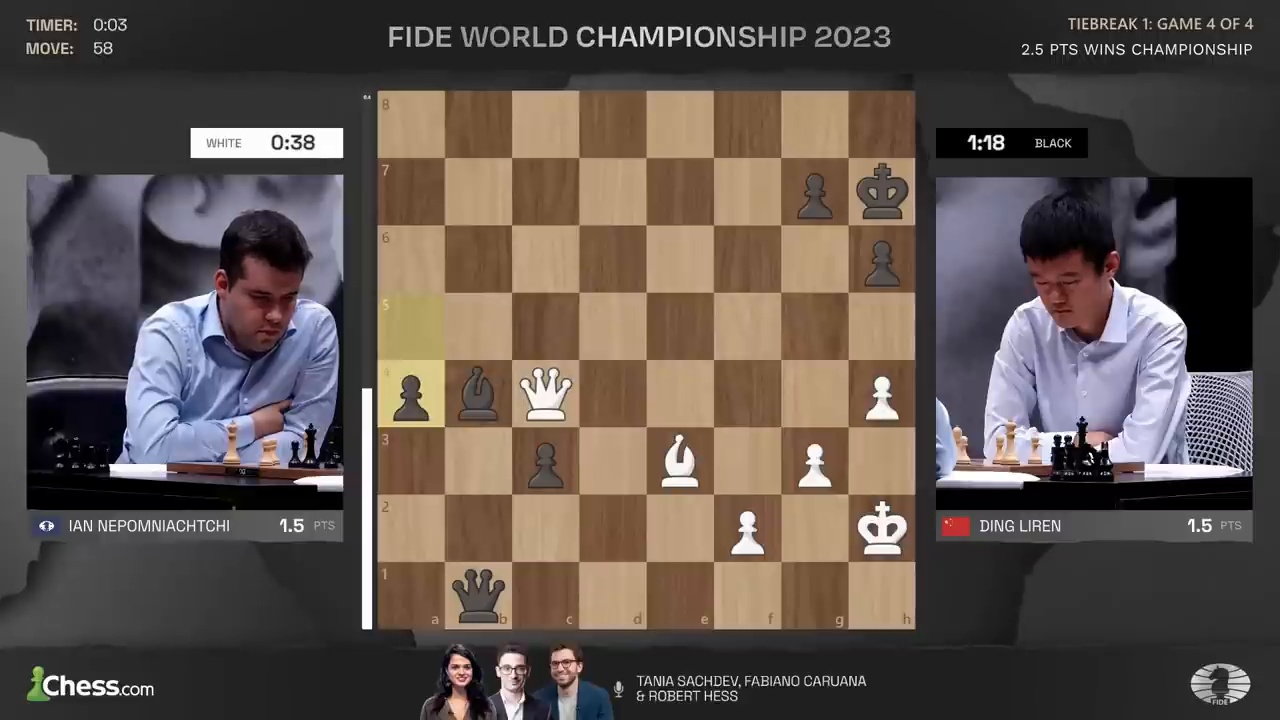 TIMER: 0:03
MOVE: 58
FIDE WORLD CHAMPIONSHIP 2023
TIEBREAK 1: GAME 4 OF 4
2.5 PTS WINS CHAMPIONSHIP
WHITE 0:38
1:18 BLACK
8
7
6
5
3
2
1
a b c d e f g h
IAN NEPOMNIACHTCHI 1.5 PTS
DING LIREN 1.5 PTS
Chess.com
TANIA SACHDEV, FABIANO CARUANA
& ROBERT HESS
FIDE